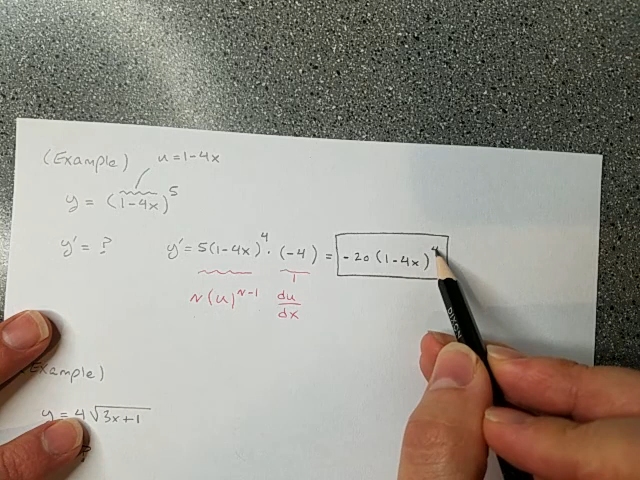 (Example) u = 1-4x
y = (1-4x)^5
y' = ? y' = 5(1-4x)^4 · (-4) = -20(1-4x)^4
n(u)^n-1 du/dx
Example)
y = 4√3x+1
?
DIXON